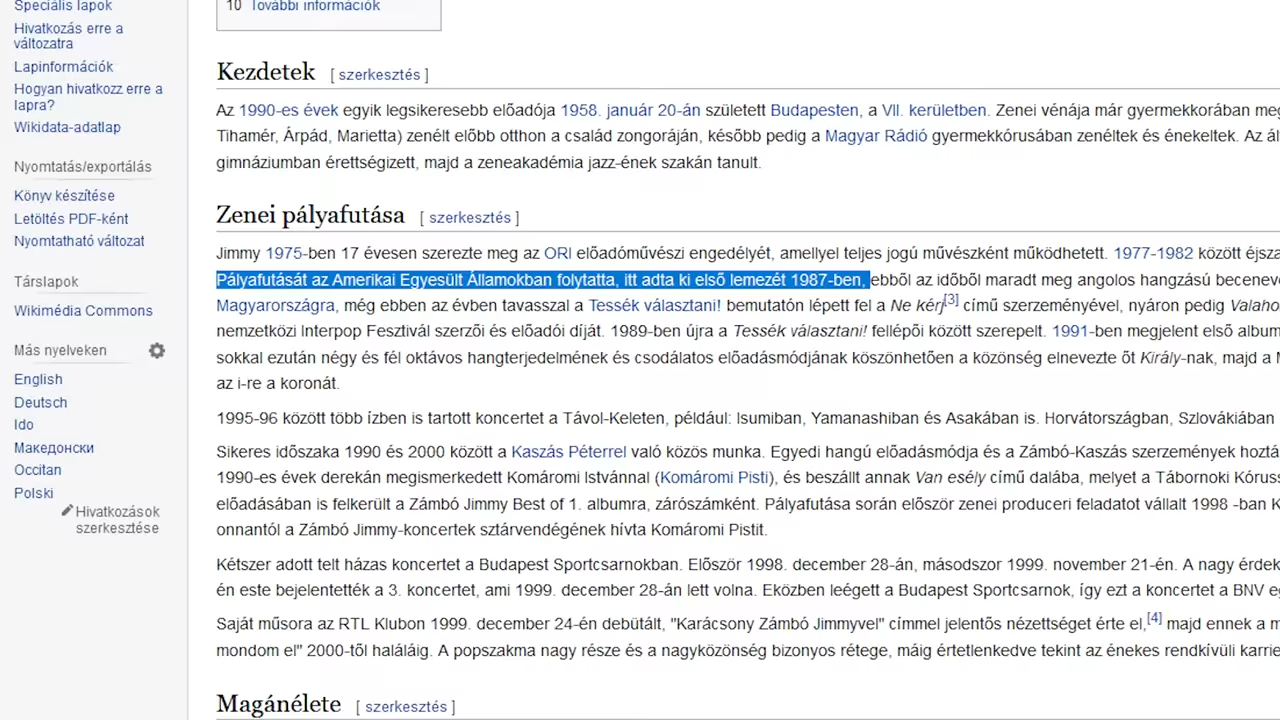 Speciális lapok
Hivatkozás erre a
változatra
Lapinformációk
Hogyan hivatkozz erre a
lapra?
Wikidata-adatlap
Nyomtatás/exportálás
Könyv készítése
Letöltés PDF-ként
Nyomtatható változat
Társlapok
Wikimédia Commons
Más nyelveken
English
Deutsch
Ido
Македонски
Occitan
Polski
Hivatkozások
szerkesztés
10 További információk
Kezdetek [ szerkesztés ]
Az 1990-es évek egyik legsikeresebb előadója 1958. január 20-án született Budapesten, a VII. kerületben. Zenei vénája már gyermekkorában
Tihamér, Árpád, Marietta) zenélt előbb otthon a család zongoráján, később pedig a Magyar Rádió gyermekkórusában zenéltek és énekeltek. Az
gimnáziumban érettségizett, majd a zeneakadémia jazz-ének szakán tanult.
Zenei pályafutása [ szerkesztés ]
Jimmy 1975-ben 17 évesen szerezte meg az ORI előadóművészi engedélyét, amellyel teljes jogú művészként működhetett. 1977-1982 között
Pályafutását az Amerikai Egyesült Államokban folytatta, itt adta ki első lemezét 1987-ben, ebből az időből maradt meg angolos hangzású
Magyarországra, még ebben az évben tavasszal a Tessék választani! bemutatón lépett fel a Ne kérj[3] című szerzeményével, nyáron pedig
nemzetközi Interpop Fesztivál szerzői és előadói díját. 1989-ben újra a Tessék választani! fellépői között szerepelt. 1991-ben megjelent első
sokkal ezután négy és fél oktávos hangterjedelmének és csodálatos előadásmódjának köszönhetően a közönség elnevezte őt Király-nak, majd a
az i-re a koronát.
1995-96 között több ízben is tartott koncertet a Távol-Keleten, például: Isumiban, Yamanashiban és Asakában is. Horvátországban, Szlovákiában
Sikeres időszaka 1990 és 2000 között a Kaszás Péterrel való közös munka. Egyedi hangú előadásmódja és a Zámbó-Kaszás szerzemények
1990-es évek derekán megismerkedett Komáromi Istvánnal (Komáromi Pisti), és beszállt annak Van esély című dalába, melyet a Tábornoki
előadásában is felkerült a Zámbó Jimmy Best of 1. albumra, zárószámként. Pályafutása során először zenei produceri feladatot vállalt 1998 -ban
onnantól a Zámbó Jimmy-koncertek sztárvendégének hívta Komáromi Pistit.
Kétszer adott telt házas koncertet a Budapest Sportcsarnokban. Először 1998. december 28-án, másodszor 1999. november 21-én. A nagy
én este bejelentették a 3. koncertet, ami 1999. december 28-án lett volna. Eközben leégett a Budapest Sportcsarnok, így ezt a koncertet a BNV
Saját műsora az RTL Klubon 1999. december 24-én debütált, "Karácsony Zámbó Jimmyvel" címmel jelentős nézettséget érte el,[4] majd ennek a
mondom el" 2000-től haláláig. A popszakma nagy része és a nagyközönség bizonyos rétege, máig értetlenkedve tekint az énekes rendkívüli
Magánélete [ szerkesztés ]